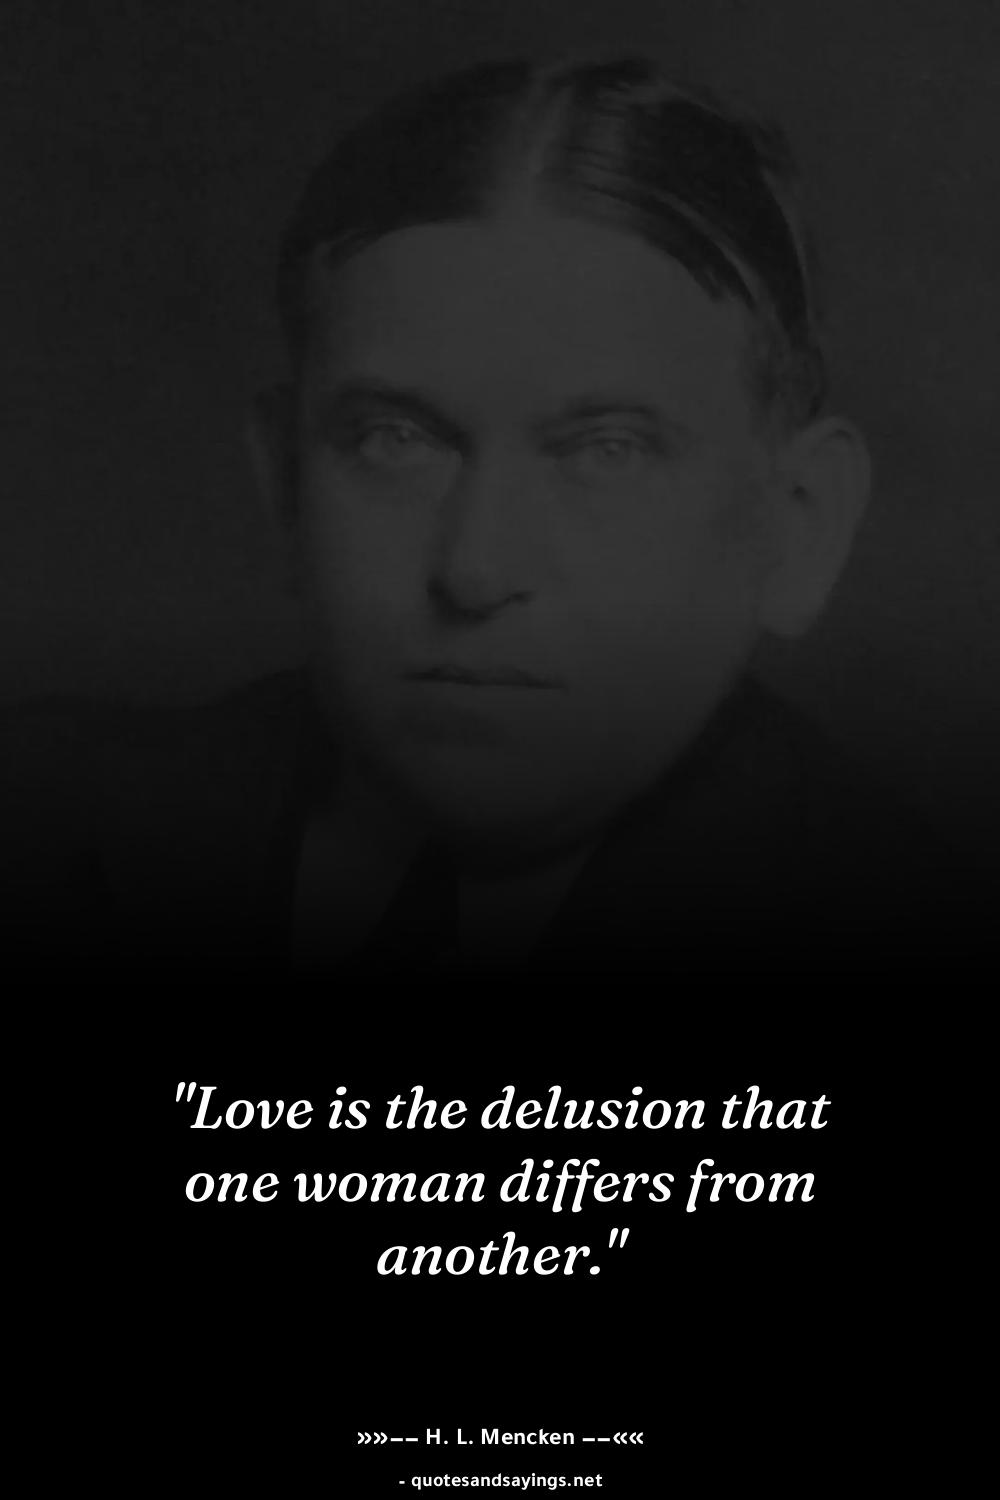 "Love is the delusion that
one woman differs from
another."
»»—— H. L. Mencken ——««
- quotesandsayings.net